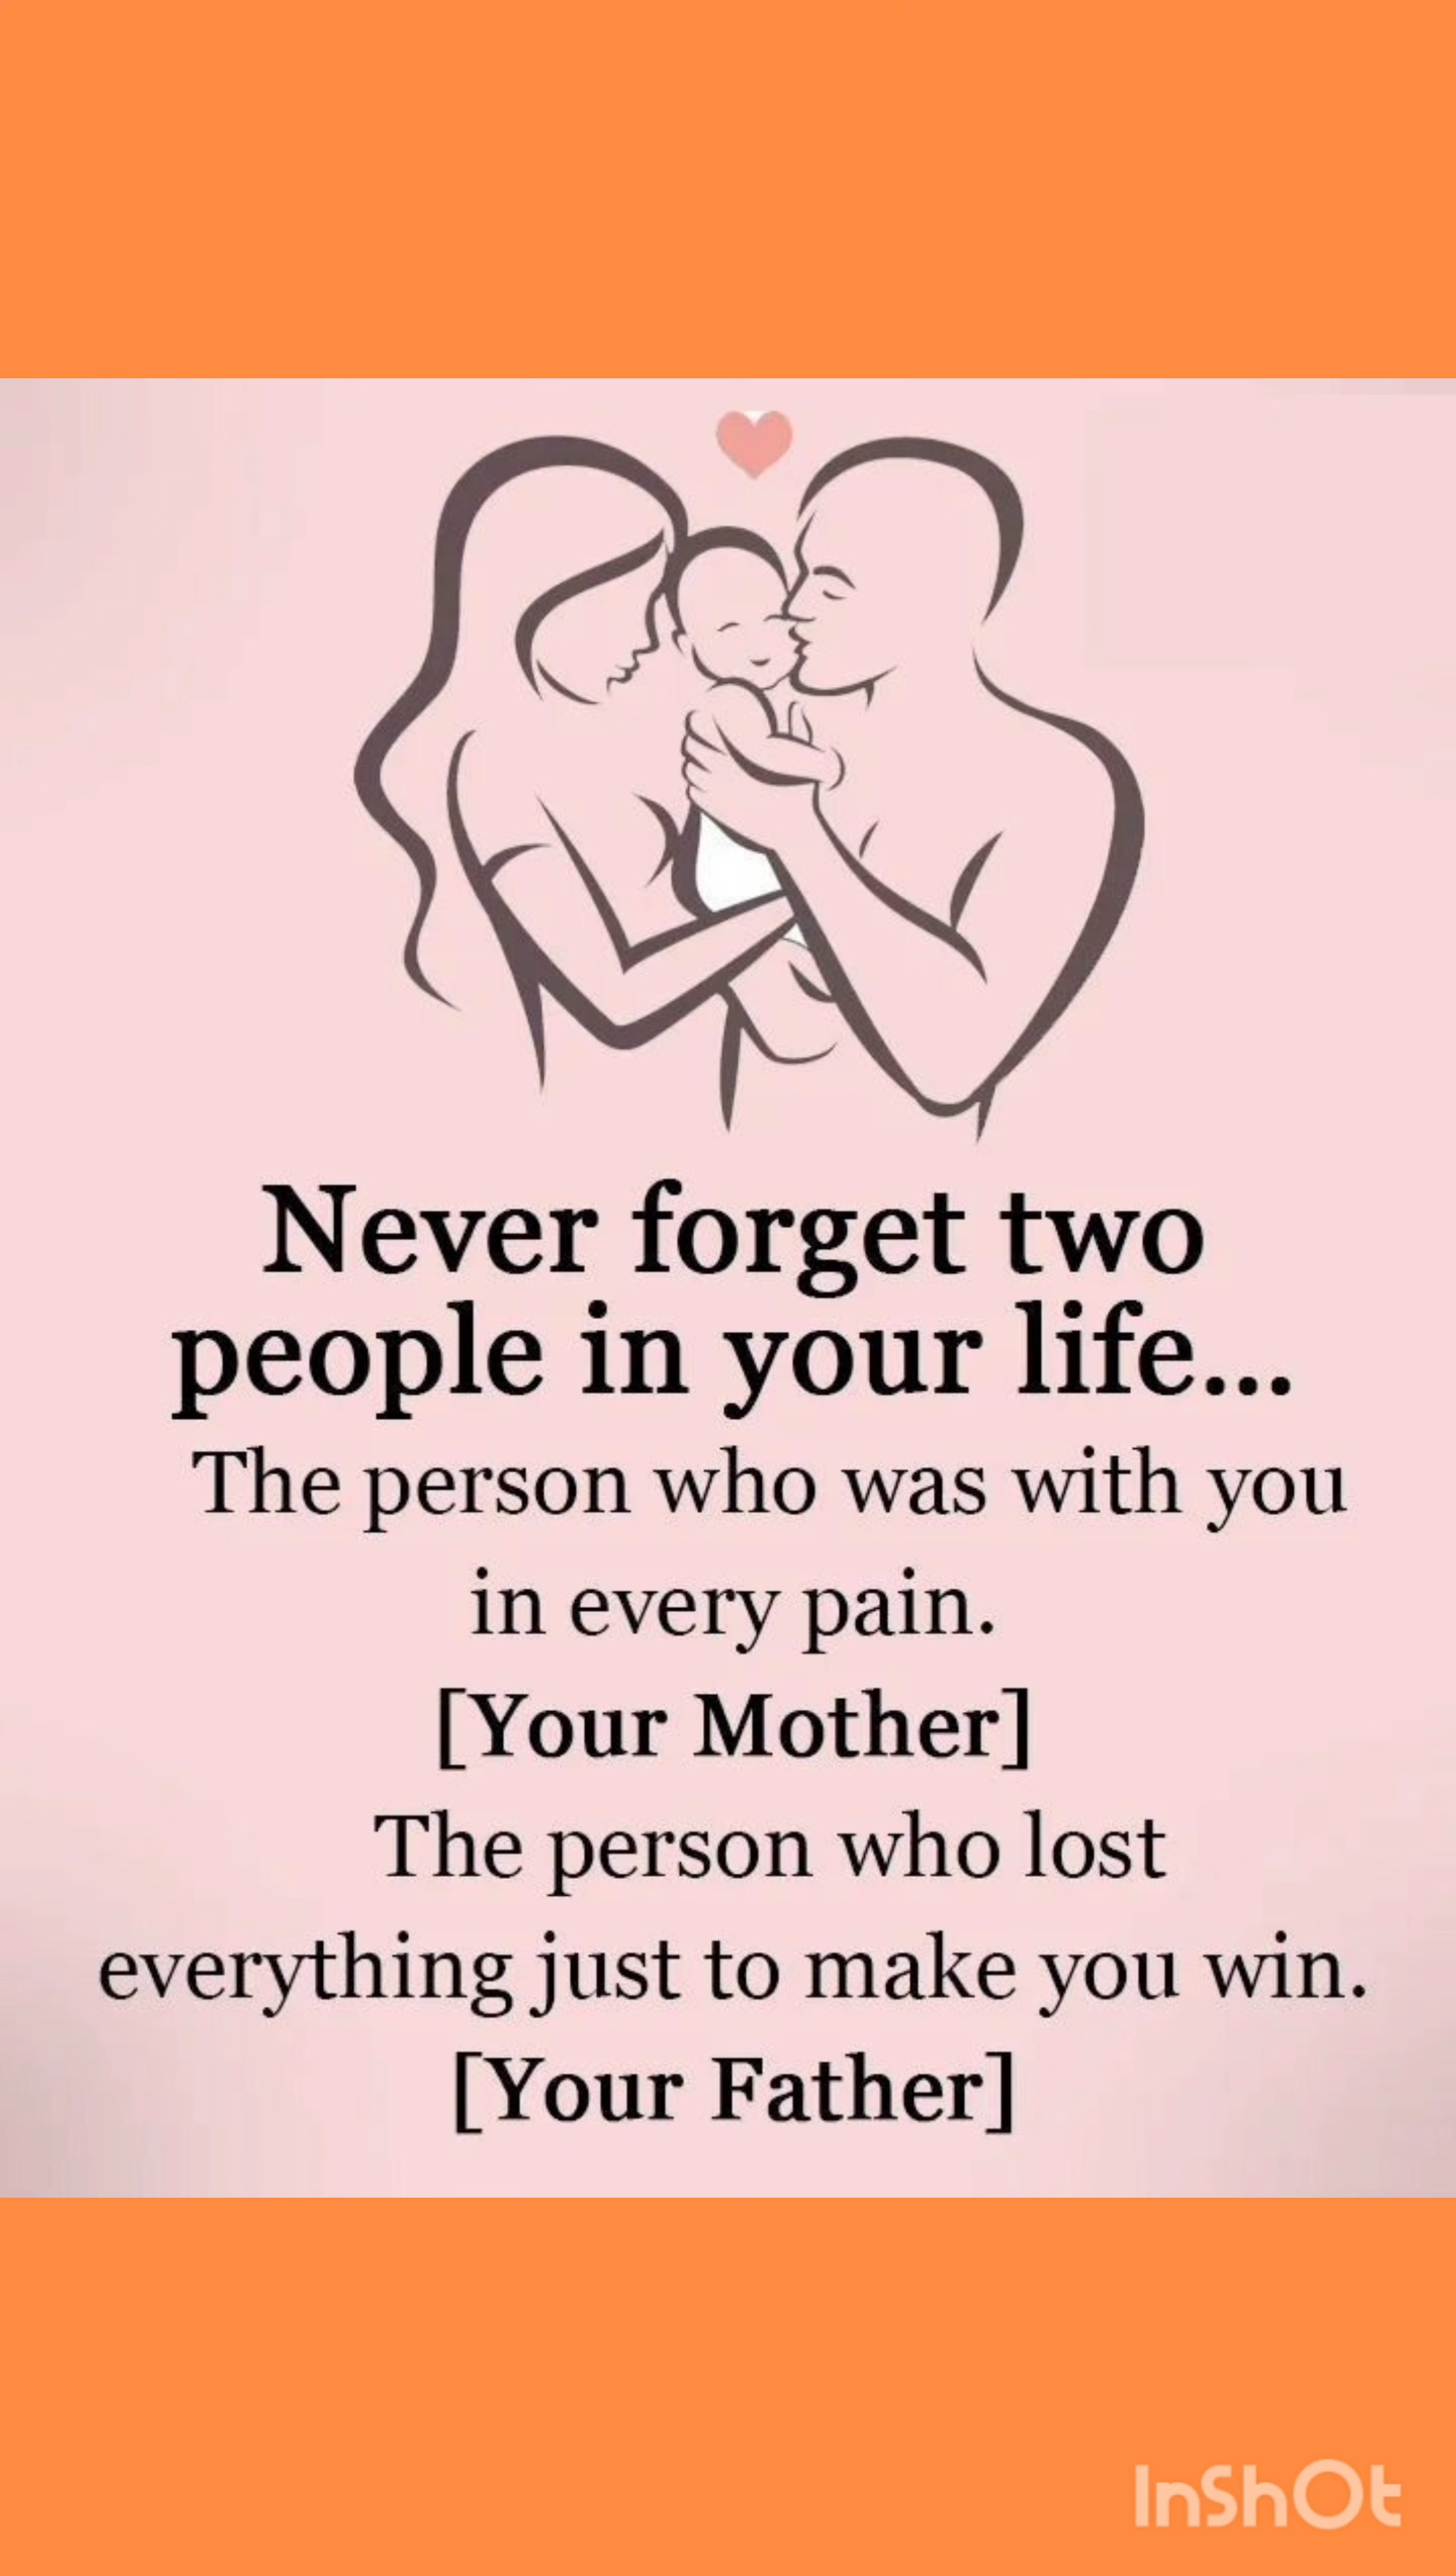 Never forget two
people in your life...
The person who was with you
in every pain.
[Your Mother]
The person who lost
everything just to make you win.
[Your Father]
InShOt